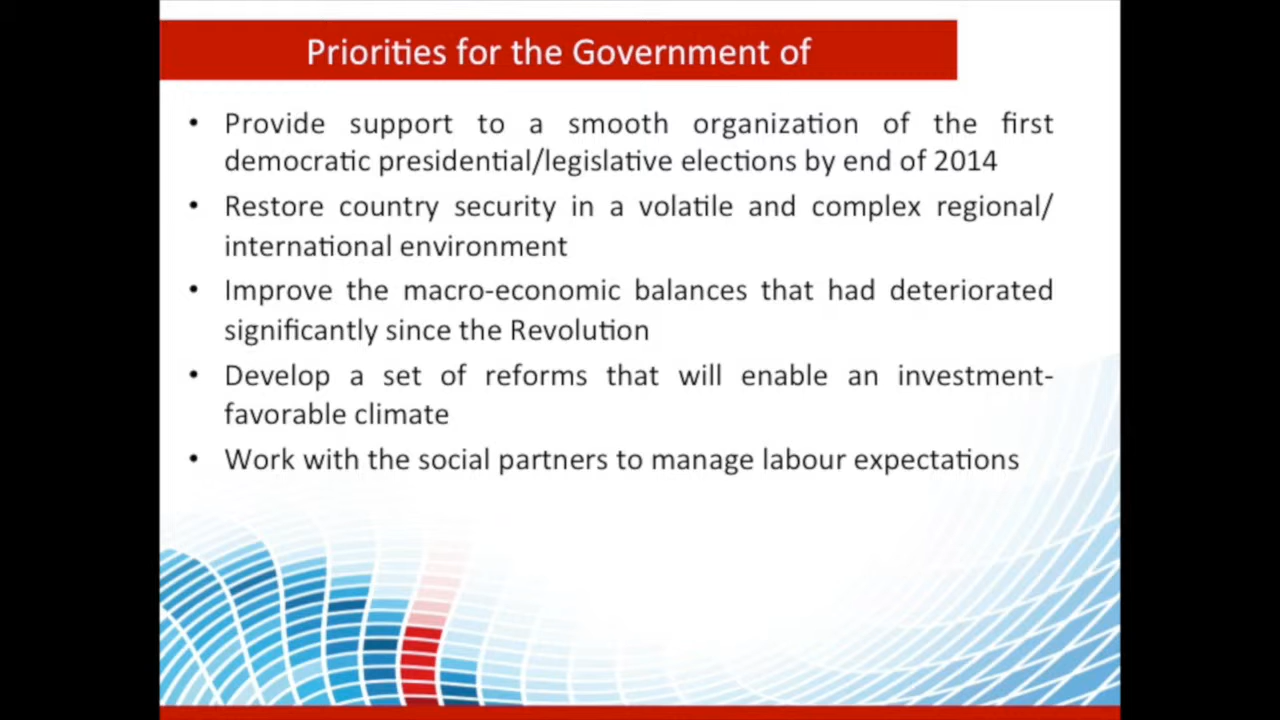 Priorities for the Government of
• Provide support to a smooth organization of the first
democratic presidential/legislative elections by end of 2014
• Restore country security in a volatile and complex regional/
international environment
• Improve the macro-economic balances that had deteriorated
significantly since the Revolution
• Develop a set of reforms that will enable an investment-
favorable climate
• Work with the social partners to manage labour expectations